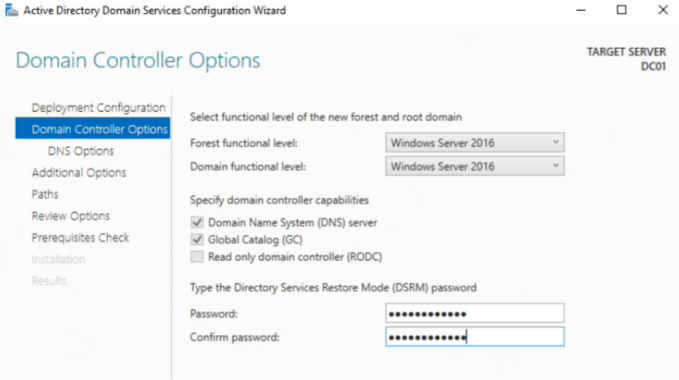 Active Directory Domain Services Configuration Wizard
Domain Controller Options
TARGET SERVER
DC01
Deployment Configuration
Domain Controller Options
DNS Options
Additional Options
Paths
Review Options
Prerequisites Check
Installation
Results
Select functional level of the new forest and root domain
Forest functional level: Windows Server 2016
Domain functional level: Windows Server 2016
Specify domain controller capabilities
Domain Name System (DNS) server
Global Catalog (GC)
Read only domain controller (RODC)
Type the Directory Services Restore Mode (DSRM) password
Password: ●●●●●●●●●●●●
Confirm password: ●●●●●●●●●●●●